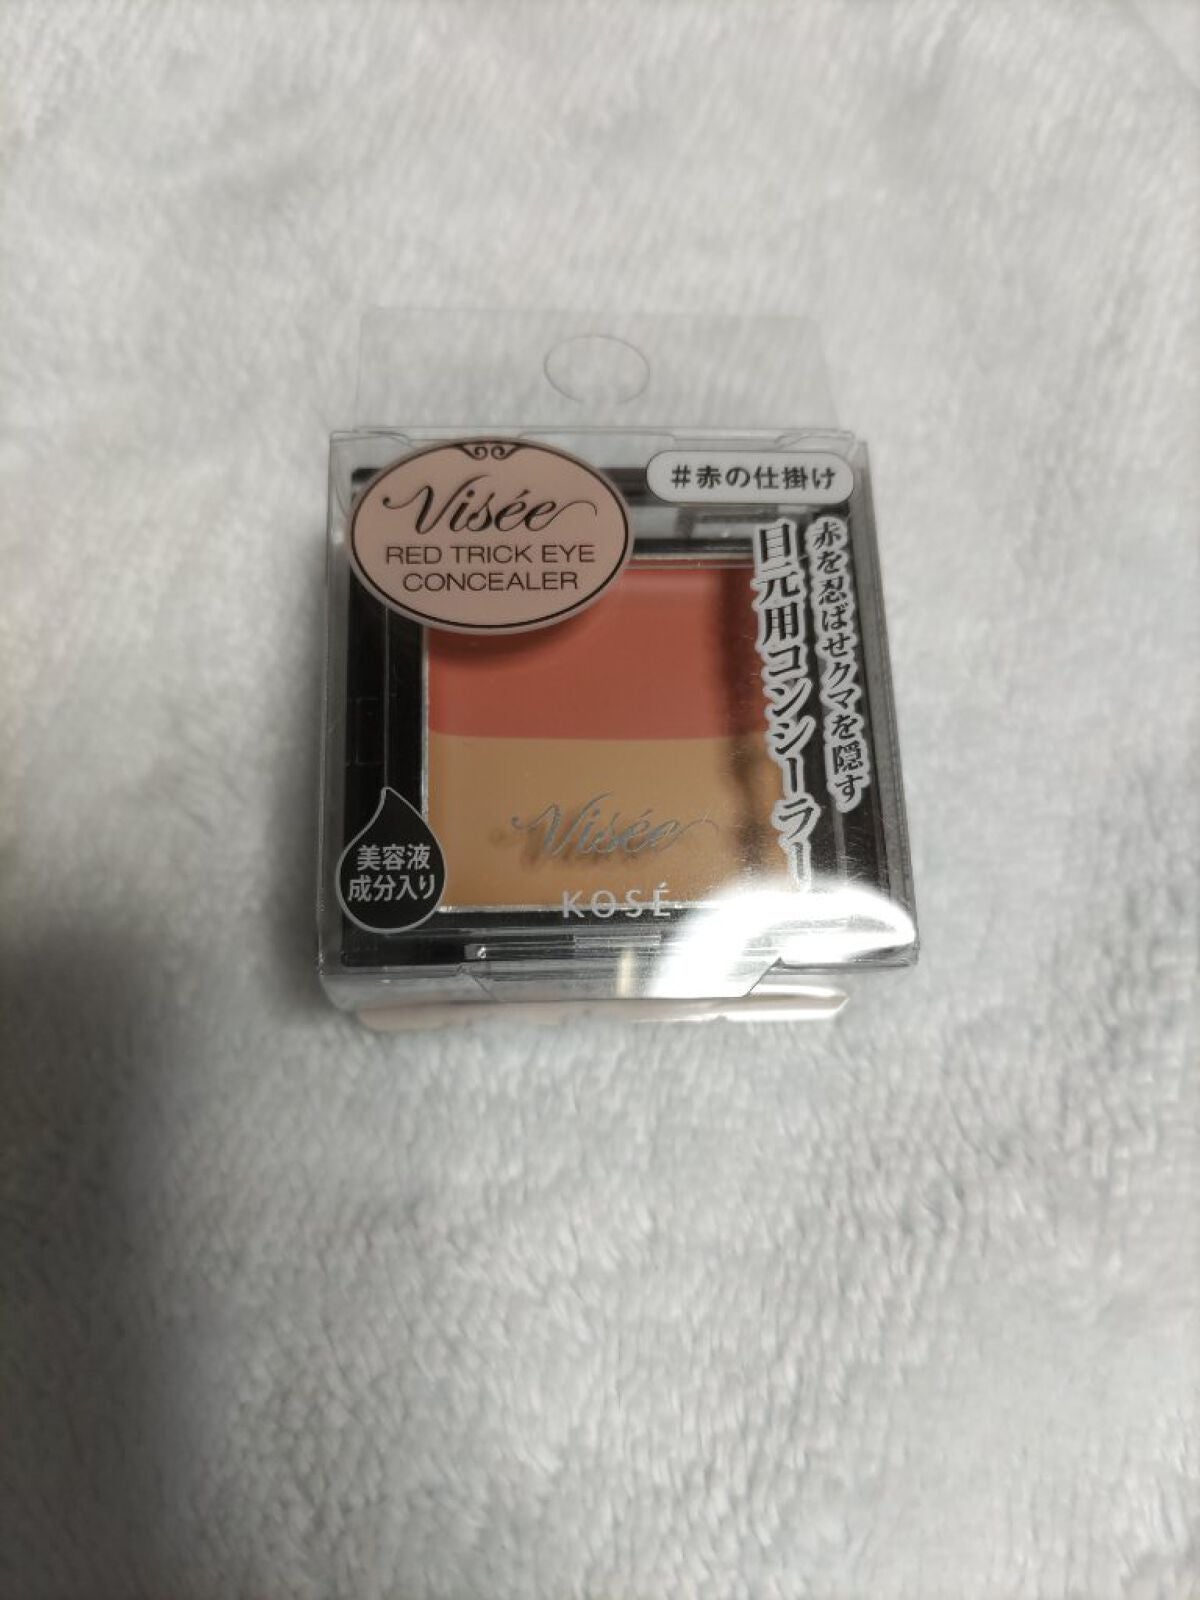 Visée
RED TRICK EYE
CONCEALER
#赤の仕掛け
赤を忍ばせクマを隠す
目元用コンシーラー
美容液
成分入り
Visée
KOSÉ